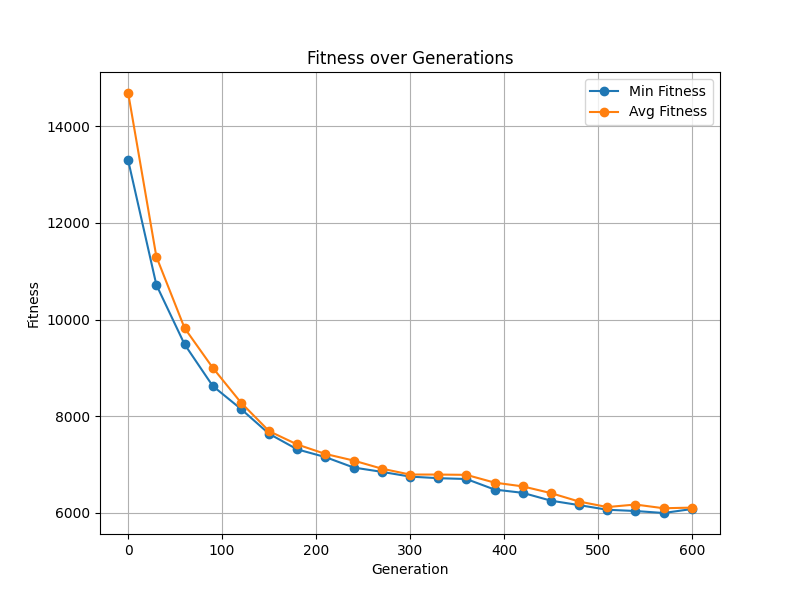 Fitness over Generations
Min Fitness
Avg Fitness
14000
12000
10000
8000
6000
Fitness
0 100 200 300 400 500 600
Generation